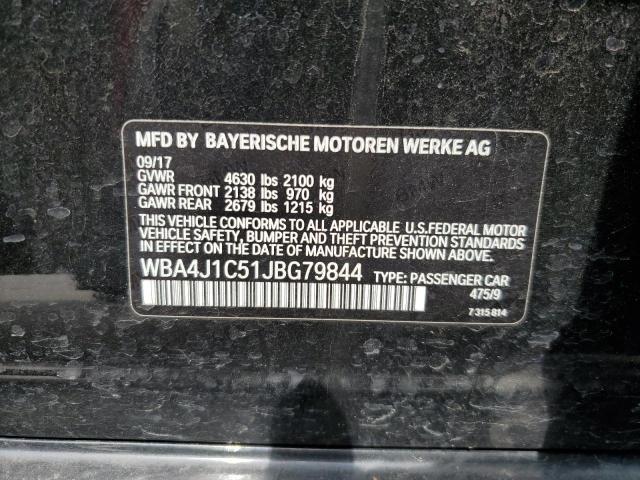 MFD BY BAYERISCHE MOTOREN WERKE AG
09/17
GVWR 4630 lbs 2100 kg
GAWR FRONT 2138 lbs 970 kg
GAWR REAR 2679 lbs 1215 kg
THIS VEHICLE CONFORMS TO ALL APPLICABLE U.S.FEDERAL MOTOR
VEHICLE SAFETY, BUMPER AND THEFT PREVENTION STANDARDS IN
EFFECT ON THE DATE OF MANUFACTURE SHOWN ABOVE.
WBA4J1C51JBG79844 TYPE: PASSENGER CAR
475/9
7 315 814